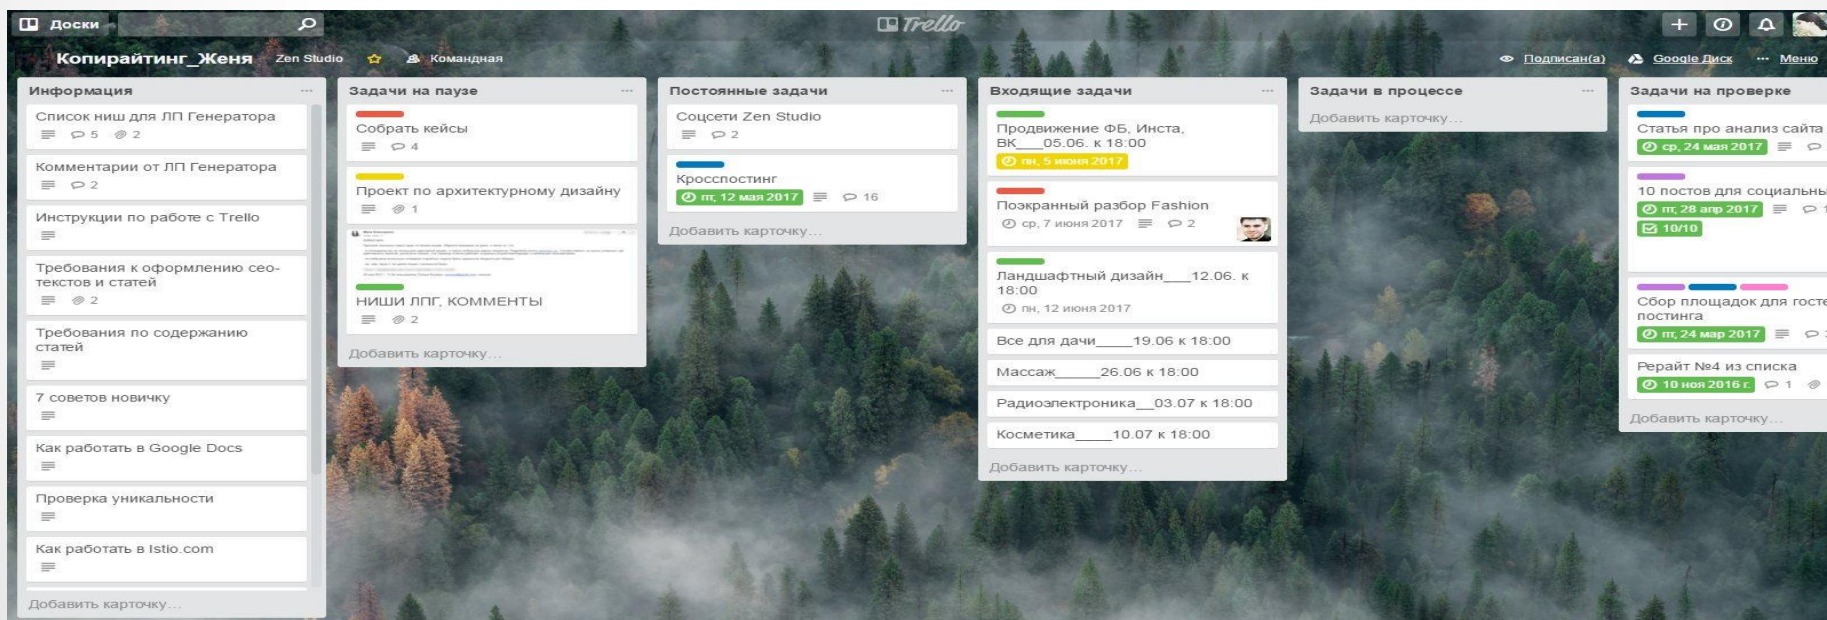 Доски
Trello
Копирайтинг_Женя Zen Studio Командная
Подписан(а) Google Диск ... Меню
Информация ...
Список ниш для ЛП Генератора
5 2
Комментарии от ЛП Генератора
2
Инструкции по работе с Trello
Требования к оформлению сео-
текстов и статей
2
Требования по содержанию
статей
7 советов новичку
Как работать в Google Docs
Проверка уникальности
Как работать в Istio.com
Добавить карточку...
Задачи на паузе ...
Собрать кейсы
4
Проект по архитектурному дизайну
1
НИШИ ЛПГ, КОММЕНТЫ
2
Добавить карточку...
Постоянные задачи ...
Соцсети Zen Studio
2
Кросспостинг
пт, 12 мая 2017 16
Добавить карточку...
Входящие задачи ...
Продвижение ФБ, Инста,
ВК___05.06. к 18:00
пн, 5 июня 2017
Поэкранный разбор Fashion
ср, 7 июня 2017 2
Ландшафтный дизайн___12.06. к
18:00
пн, 12 июня 2017
Все для дачи____19.06 к 18:00
Массаж_____26.06 к 18:00
Радиоэлектроника__03.07 к 18:00
Косметика____10.07 к 18:00
Добавить карточку...
Задачи в процессе ...
Добавить карточку...
Задачи на проверке
Статья про анализ сайта
ср, 24 мая 2017
10 постов для социальны
пт, 28 апр 2017 1
10/10
Сбор площадок для госте
постинга
пт, 24 мар 2017
Рерайт №4 из списка
10 ноя 2016 г. 1
Добавить карточку...